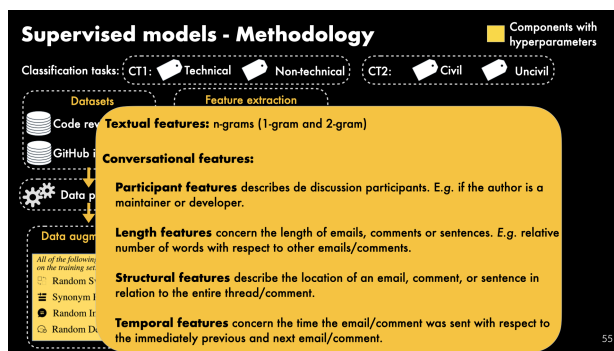 Supervised models - Methodology
Components with
hyperparameters
Classification tasks: CT1: Technical Non-technical CT2: Civil Uncivil
Datasets
Feature extraction
Code rev
GitHub i
Data p
Data augm
All of the following
on the training set
Random Sw
Synonym
Random In
Random De
Textual features: n-grams (1-gram and 2-gram)
Conversational features:
Participant features describes de discussion participants. E.g. if the author is a
maintainer or developer.
Length features concern the length of emails, comments or sentences. E.g. relative
number of words with respect to other emails/comments.
Structural features describe the location of an email, comment, or sentence in
relation to the entire thread/comment.
Temporal features concern the time the email/comment was sent with respect to
the immediately previous and next email/comment.
55